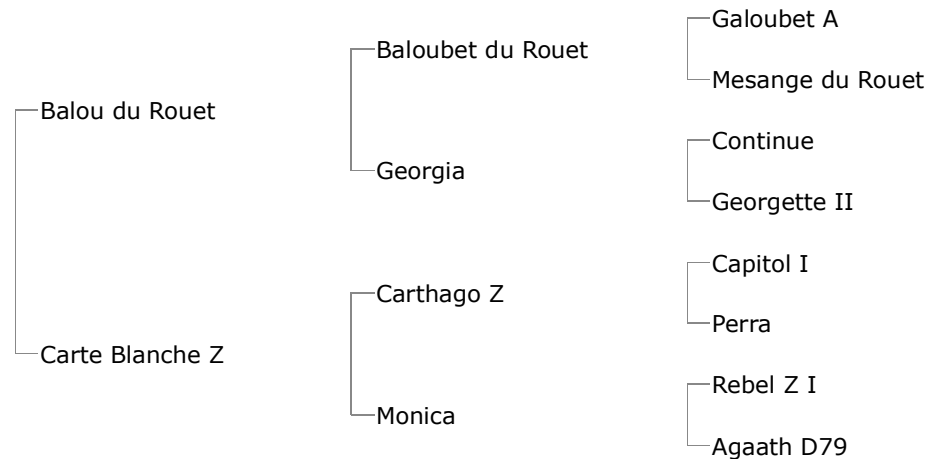 Galoubet A
Baloubet du Rouet
Mesange du Rouet
Balou du Rouet
Continue
Georgia
Georgette II
Capitol I
Carthago Z
Perra
Carte Blanche Z
Rebel Z I
Monica
Agaath D79